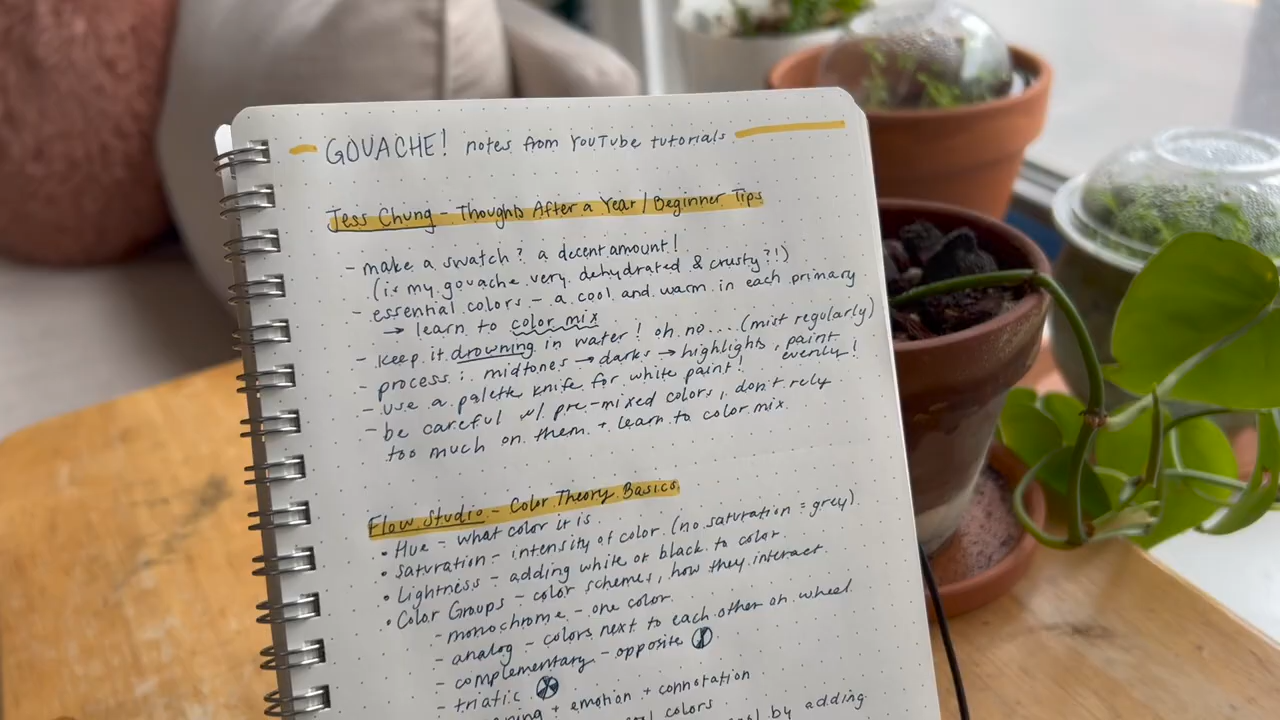 GOUACHE! notes from YouTube tutorials
Jess Chung - Thoughts After a Year / Beginner Tips
- make a swatch? a decent amount!
(is my gouache very dehydrated & crusty?!)
- essential colors - a cool and warm in each primary
→ learn to color mix
- keep it drowning in water! oh no... (mist regularly)
- process: midtones → darks → highlights, paint evenly!
- use a palette knife for white paint!
- be careful w/ pre-mixed colors, don't rely
too much on them + learn to color mix.
Flow Studio - Color Theory Basics
• Hue - what color it is
• Saturation - intensity of color (no saturation = grey)
• Lightness - adding white or black to color
• Color Groups - color schemes, how they interact
- monochrome - one color
- analog - colors next to each other on wheel
- complementary - opposite
- triatic
+ emotion + connotation
colors
by adding